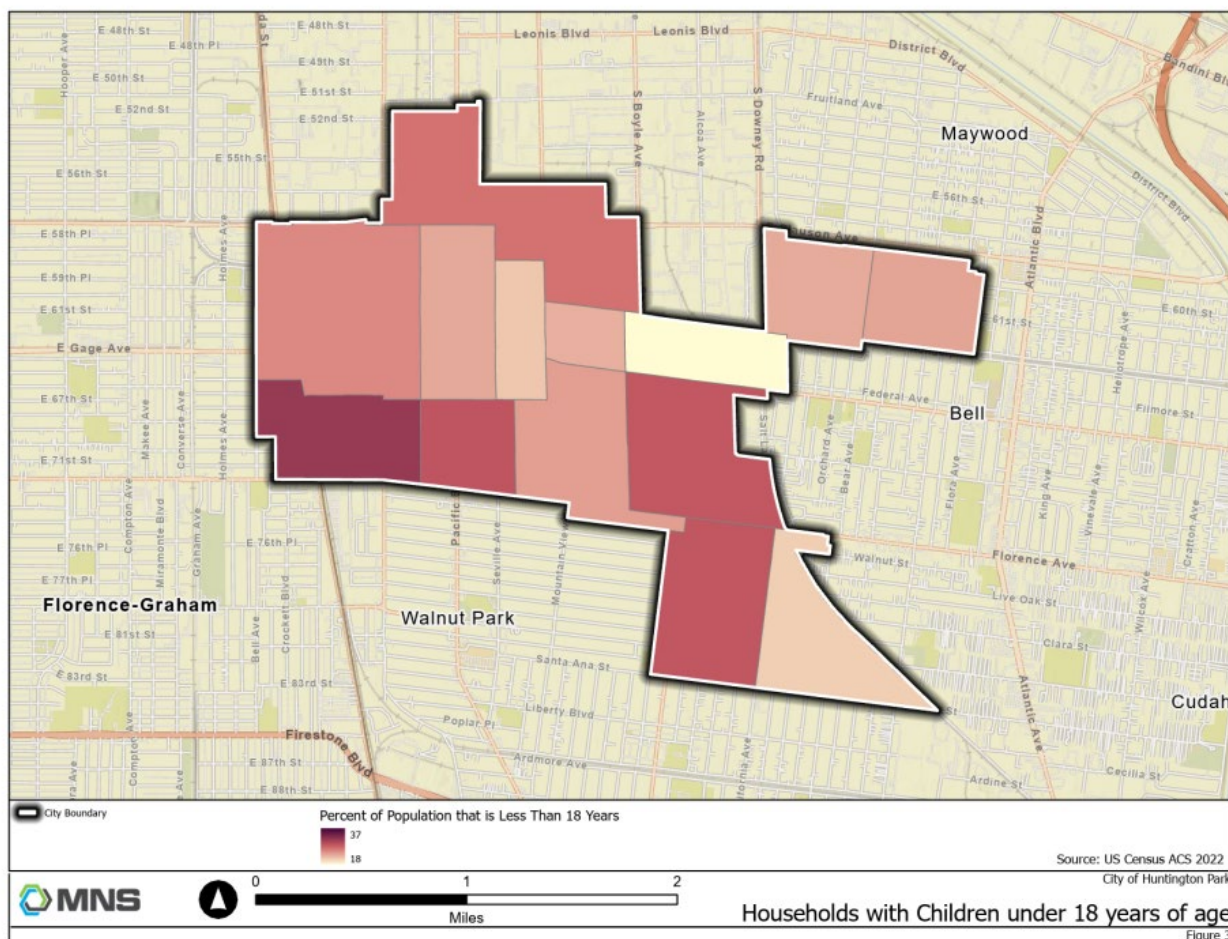 E 48th St
E 48th St
E 48th Pl
Leonis Blvd
Leonis Blvd
District Blvd
Hooper Ave
E 49th St
E 50th St
E 51st St
E 52nd St
E 52nd St
S Boyle Ave
Alcoa Ave
S Downey Rd
Fruitland Ave
Maywood
E 55th St
E 56th St
E 56th St
District Blvd
Atlantic Blvd
E 58th Pl
Holmes Ave
E 59th Pl
E 61st St
E 60th St
E 61st St
E Gage Ave
Heliotrope Ave
Federal Ave
Filmore St
E 67th St
Makee Ave
Converse Ave
Holmes Ave
Bell
Orchard Ave
Bear Ave
Flora Ave
King Ave
Vinevale Ave
E 71st St
Compton Ave
Miramonte Blvd
Graham Ave
E 76th Pl
E 76th Pl
Pacific
Seville Ave
Mountain View
Walnut St
Florence Ave
Crafton Ave
E 77th Pl
Live Oak St
Wilcox Ave
Florence-Graham
Walnut Park
Bell Ave
Crockett Blvd
E 81st St
Clara St
E 83rd St
E 83rd St
Santa Ana St
Liberty Blvd
Poplar Pl
Cudah
Atlantic Ave
Firestone Blvd
Compton Ave
E 87th St
E 88th St
Ardmore Ave
Ardine St
Cecilia St
City Boundary
Percent of Population that is Less Than 18 Years
37
18
Source: US Census ACS 2022
City of Huntington Park
MNS
0 1 2
Miles
Households with Children under 18 years of age
Figure 3